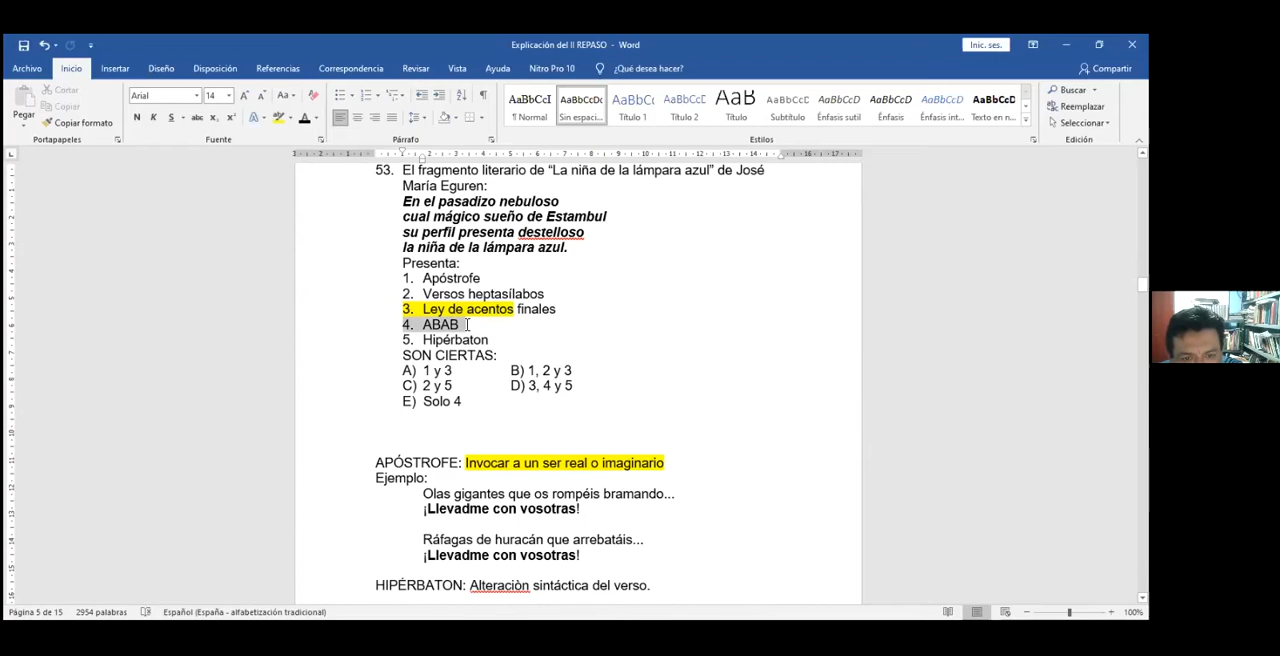 Explicación del II REPASO - Word
Inic. ses.
Archivo Inicio Insertar Diseño Disposición Referencias Correspondencia Revisar Vista Ayuda Nitro Pro 10 ¿Qué desea hacer? Compartir
Pegar
Cortar
Copiar
Copiar formato
Portapapeles
Arial 14
Fuente
Párrafo
AaBbCcI AaBbCcDc AaBbCc AaBbCcC AaB AaBbCcC AaBbCcD AaBbCcD AaBbCcD AaBbCcD
¶ Normal Sin espaci... Título 1 Título 2 Título Subtítulo Énfasis sutil Énfasis Énfasis int... Texto en n...
Estilos
Buscar
Reemplazar
Seleccionar
Edición
53. El fragmento literario de “La niña de la lámpara azul” de José
María Eguren:
En el pasadizo nebuloso
cual mágico sueño de Estambul
su perfil presenta destelloso
la niña de la lámpara azul.
Presenta:
1. Apóstrofe
2. Versos heptasílabos
3. Ley de acentos finales
4. ABAB
5. Hipérbaton
SON CIERTAS:
A) 1 y 3 B) 1, 2 y 3
C) 2 y 5 D) 3, 4 y 5
E) Solo 4
APÓSTROFE: Invocar a un ser real o imaginario
Ejemplo:
Olas gigantes que os rompéis bramando...
¡Llevadme con vosotras!
Ráfagas de huracán que arrebatáis...
¡Llevadme con vosotras!
HIPÉRBATON: Alteraciòn sintáctica del verso.
Página 5 de 15 2954 palabras Español (España - alfabetización tradicional) 100%